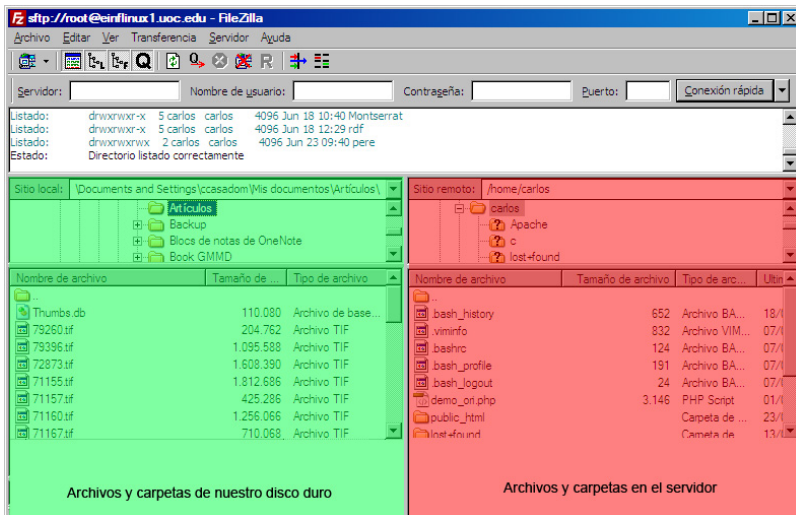 sftp://root@einflinux1.uoc.edu - FileZilla
Archivo Editar Ver Transferencia Servidor Ayuda
Servidor: Nombre de usuario: Contraseña: Puerto: Conexión rápida
Listado: drwxrwxr-x 5 carlos carlos 4096 Jun 18 10:40 Montserrat
Listado: drwxrwxr-x 5 carlos carlos 4096 Jun 18 12:29 rdf
Listado: drwxrwxrwx 2 carlos carlos 4096 Jun 23 09:40 pere
Estado: Directorio listado correctamente
Sitio local: \Documents and Settings\ccasadom\Mis documentos\Artículos\
Artículos
Backup
Blocs de notas de OneNote
Book GMMD
Nombre de archivo Tamaño de ... Tipo de archivo
..
Thumbs.db 110.080 Archivo de base...
79260.tif 204.762 Archivo TIF
79396.tif 1.095.588 Archivo TIF
72873.tif 1.608.390 Archivo TIF
71155.tif 1.812.686 Archivo TIF
71157.tif 425.286 Archivo TIF
71160.tif 1.256.066 Archivo TIF
71167.tif 710.068 Archivo TIF
Archivos y carpetas de nuestro disco duro
Sitio remoto: /home/carlos
carlos
Apache
c
lost+found
Nombre de archivo Tamaño de archivo Tipo de arc... Últim
..
.bash_history 652 Archivo BA... 18/
.viminfo 832 Archivo VIM... 07/
.bashrc 124 Archivo BA... 07/
.bash_profile 191 Archivo BA... 07/
.bash_logout 24 Archivo BA... 07/
demo_ori.php 3.146 PHP Script 01/
public_html Carpeta de ... 23/
lost+found Carpeta de 13/
Archivos y carpetas en el servidor